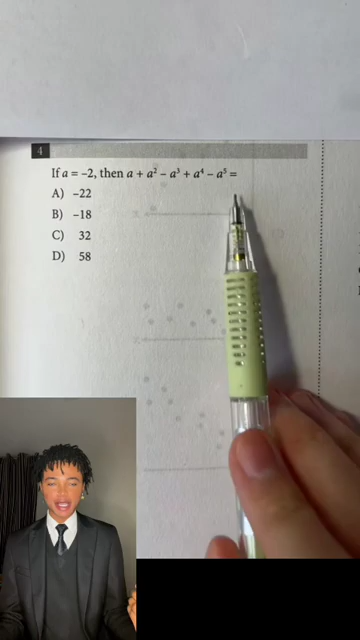 4
If a = –2, then a + a² – a³ + a⁴ – a⁵ =
A) –22
B) –18
C) 32
D) 58